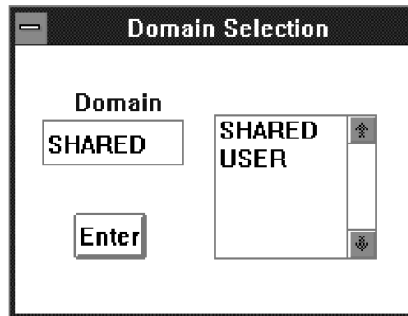 Domain Selection
Domain
SHARED
SHARED
USER
Enter